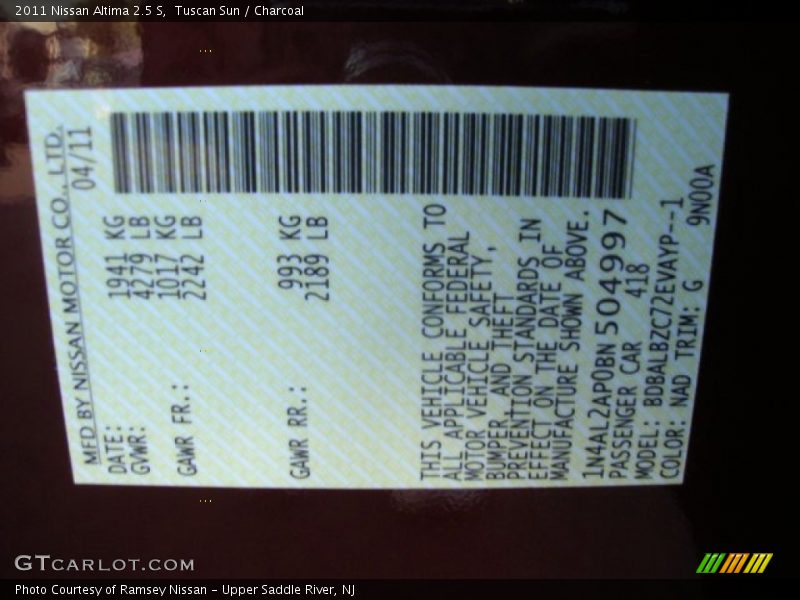 2011 Nissan Altima 2.5 S,  Tuscan Sun / Charcoal
MFD BY NISSAN MOTOR CO., LTD.
DATE: 04/11
GVWR: 1941 KG
4279 LB
GAWR FR.: 1017 KG
2242 LB
GAWR RR.: 993 KG
2189 LB
THIS VEHICLE CONFORMS TO
ALL APPLICABLE FEDERAL
MOTOR VEHICLE SAFETY,
BUMPER, AND THEFT
PREVENTION STANDARDS IN
EFFECT ON THE DATE OF
MANUFACTURE SHOWN ABOVE.
1N4AL2AP0BN504997
PASSENGER CAR 418
MODEL: BDBALBZC72EVAYP--1
COLOR: NAD TRIM: G 9N00A
GTCARLOT.COM
Photo Courtesy of Ramsey Nissan - Upper Saddle River, NJ